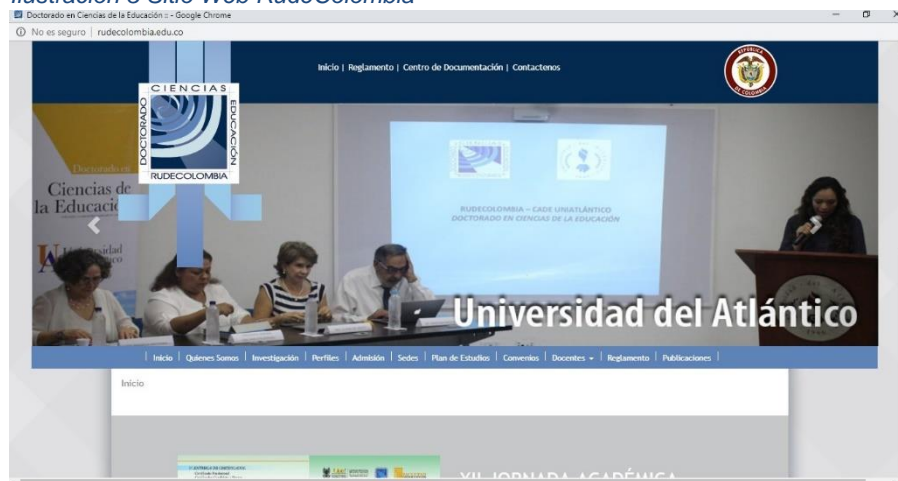 Ilustración 8 Sitio Web RudeColombia
Doctorado en Ciencias de la Educación :: - Google Chrome
No es seguro | rudecolombia.edu.co
Inicio | Reglamento | Centro de Documentación | Contactenos
REPUBLICA
DE COLOMBIA
CIENCIAS
DOCTORADO
EDUCACIÓN
RUDECOLOMBIA
Doctorado en
Ciencias de
la Educació
RUDECOLOMBIA – CADE UNIATLÁNTICO
DOCTORADO EN CIENCIAS DE LA EDUCACIÓN
Universidad del Atlántico
Inicio | Quienes Somos | Investigación | Perfiles | Admisión | Sedes | Plan de Estudios | Convenios | Docentes | Reglamento | Publicaciones |
Inicio
XII JORNADA ACADÉMICA